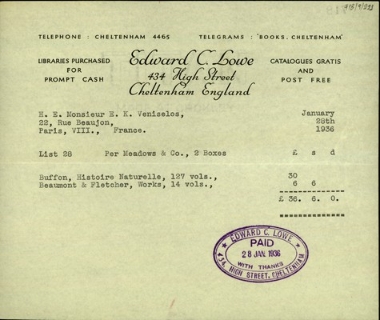 TELEPHONE : CHELTENHAM 4465
TELEGRAMS : "BOOKS, CHELTENHAM"
LIBRARIES PURCHASED
FOR
PROMPT CASH
Edward C. Lowe
434 High Street
Cheltenham England
CATALOGUES GRATIS
AND
POST FREE
H. E. Monsieur E. K. Veniselos,
22, Rue Beaujon,
Paris, VIII., France.
January
28th
1936
List 28 Per Meadows & Co., 2 Boxes £ s d
Buffon, Histoire Naturelle, 127 vols., 30
Beaumont & Fletcher, Works, 14 vols., 6 6
£ 36. 6. 0.
EDWARD C. LOWE
PAID
28 JAN. 1936
WITH THANKS
434, HIGH STREET, CHELTENHAM